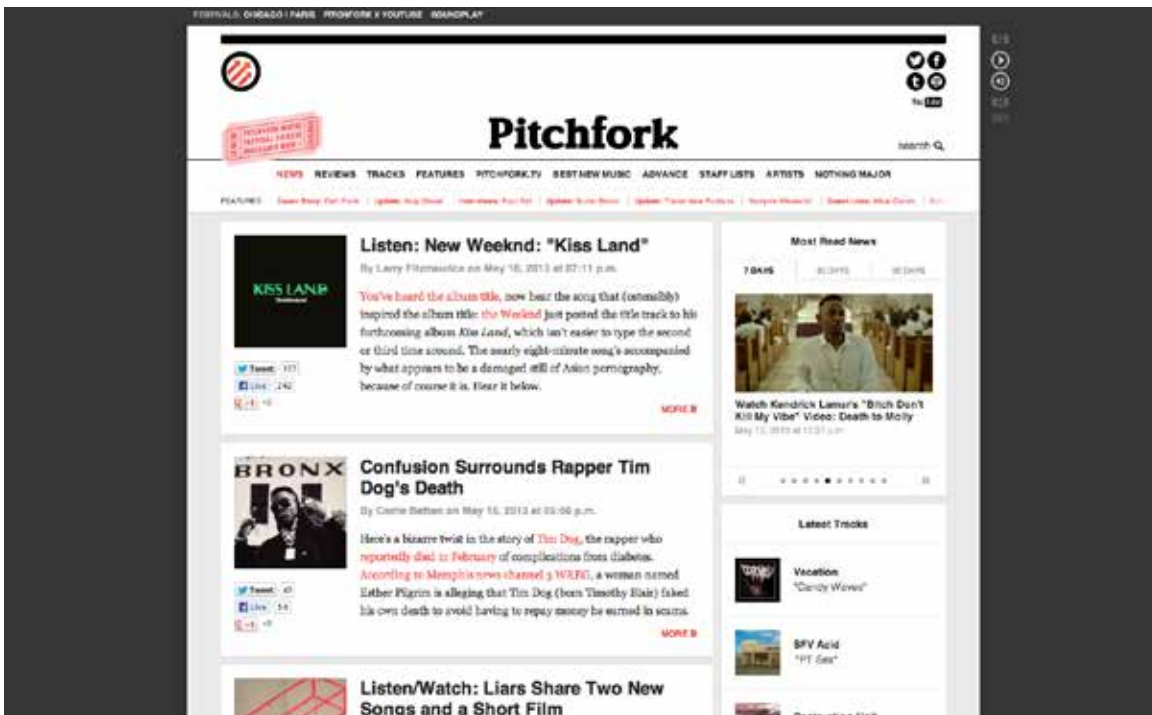 FESTIVALS: CHICAGO | PARIS PITCHFORK X YOUTUBE SOUNDPLAY
Pitchfork
search
NEWS REVIEWS TRACKS FEATURES PITCHFORK.TV BEST NEW MUSIC ADVANCE STAFF LISTS ARTISTS NOTHING MAJOR
FEATURED
KISS LAND
Listen: New Weeknd: "Kiss Land"
By Larry Fitzmaurice on May 16, 2013 at 07:11 p.m.
You've heard the album title, now hear the song that (ostensibly)
inspired the album title: the Weeknd just posted the title track to his
forthcoming album Kiss Land, which isn't easier to type the second
or third time around. The nearly eight-minute song's accompanied
by what appears to be a damaged still of Asian pornography,
because of course it is. Hear it below.
MORE
Tweet
Like 242
+1
BRONX
Confusion Surrounds Rapper Tim
Dog's Death
By Carrie Battan on May 16, 2013 at 05:06 p.m.
Here's a bizarre twist in the story of Tim Dog, the rapper who
reportedly died in February of complications from diabetes.
According to Memphis news channel 3 WREG, a woman named
Esther Pilgrim is alleging that Tim Dog (born Timothy Blair) faked
his own death to avoid having to repay money he earned in scams.
MORE
Tweet
Like
+1
Listen/Watch: Liars Share Two New
Songs and a Short Film
Most Read News
7 DAYS
Watch Kendrick Lamar's "Bitch Don't
Kill My Vibe" Video: Death to Molly
Latest Tracks
Vacation
"Candy Waves"
SFV Acid